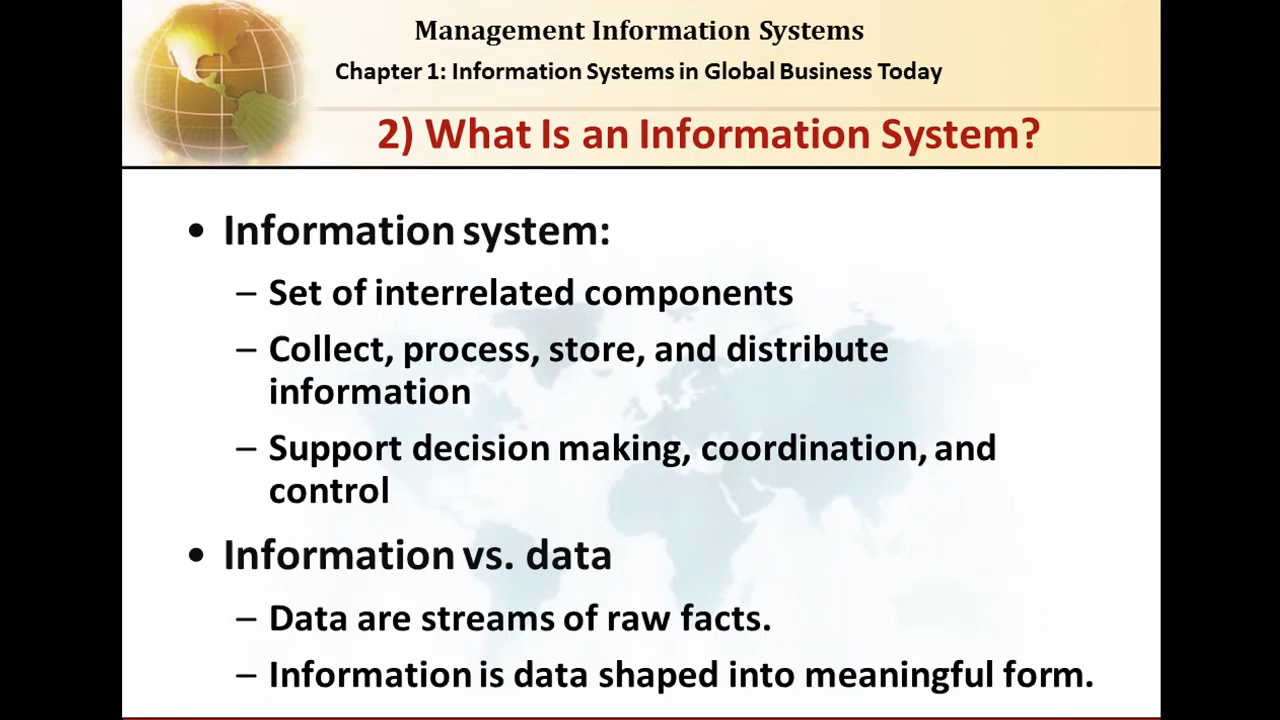 Management Information Systems
Chapter 1: Information Systems in Global Business Today
2) What Is an Information System?
• Information system:
– Set of interrelated components
– Collect, process, store, and distribute
information
– Support decision making, coordination, and
control
• Information vs. data
– Data are streams of raw facts.
– Information is data shaped into meaningful form.